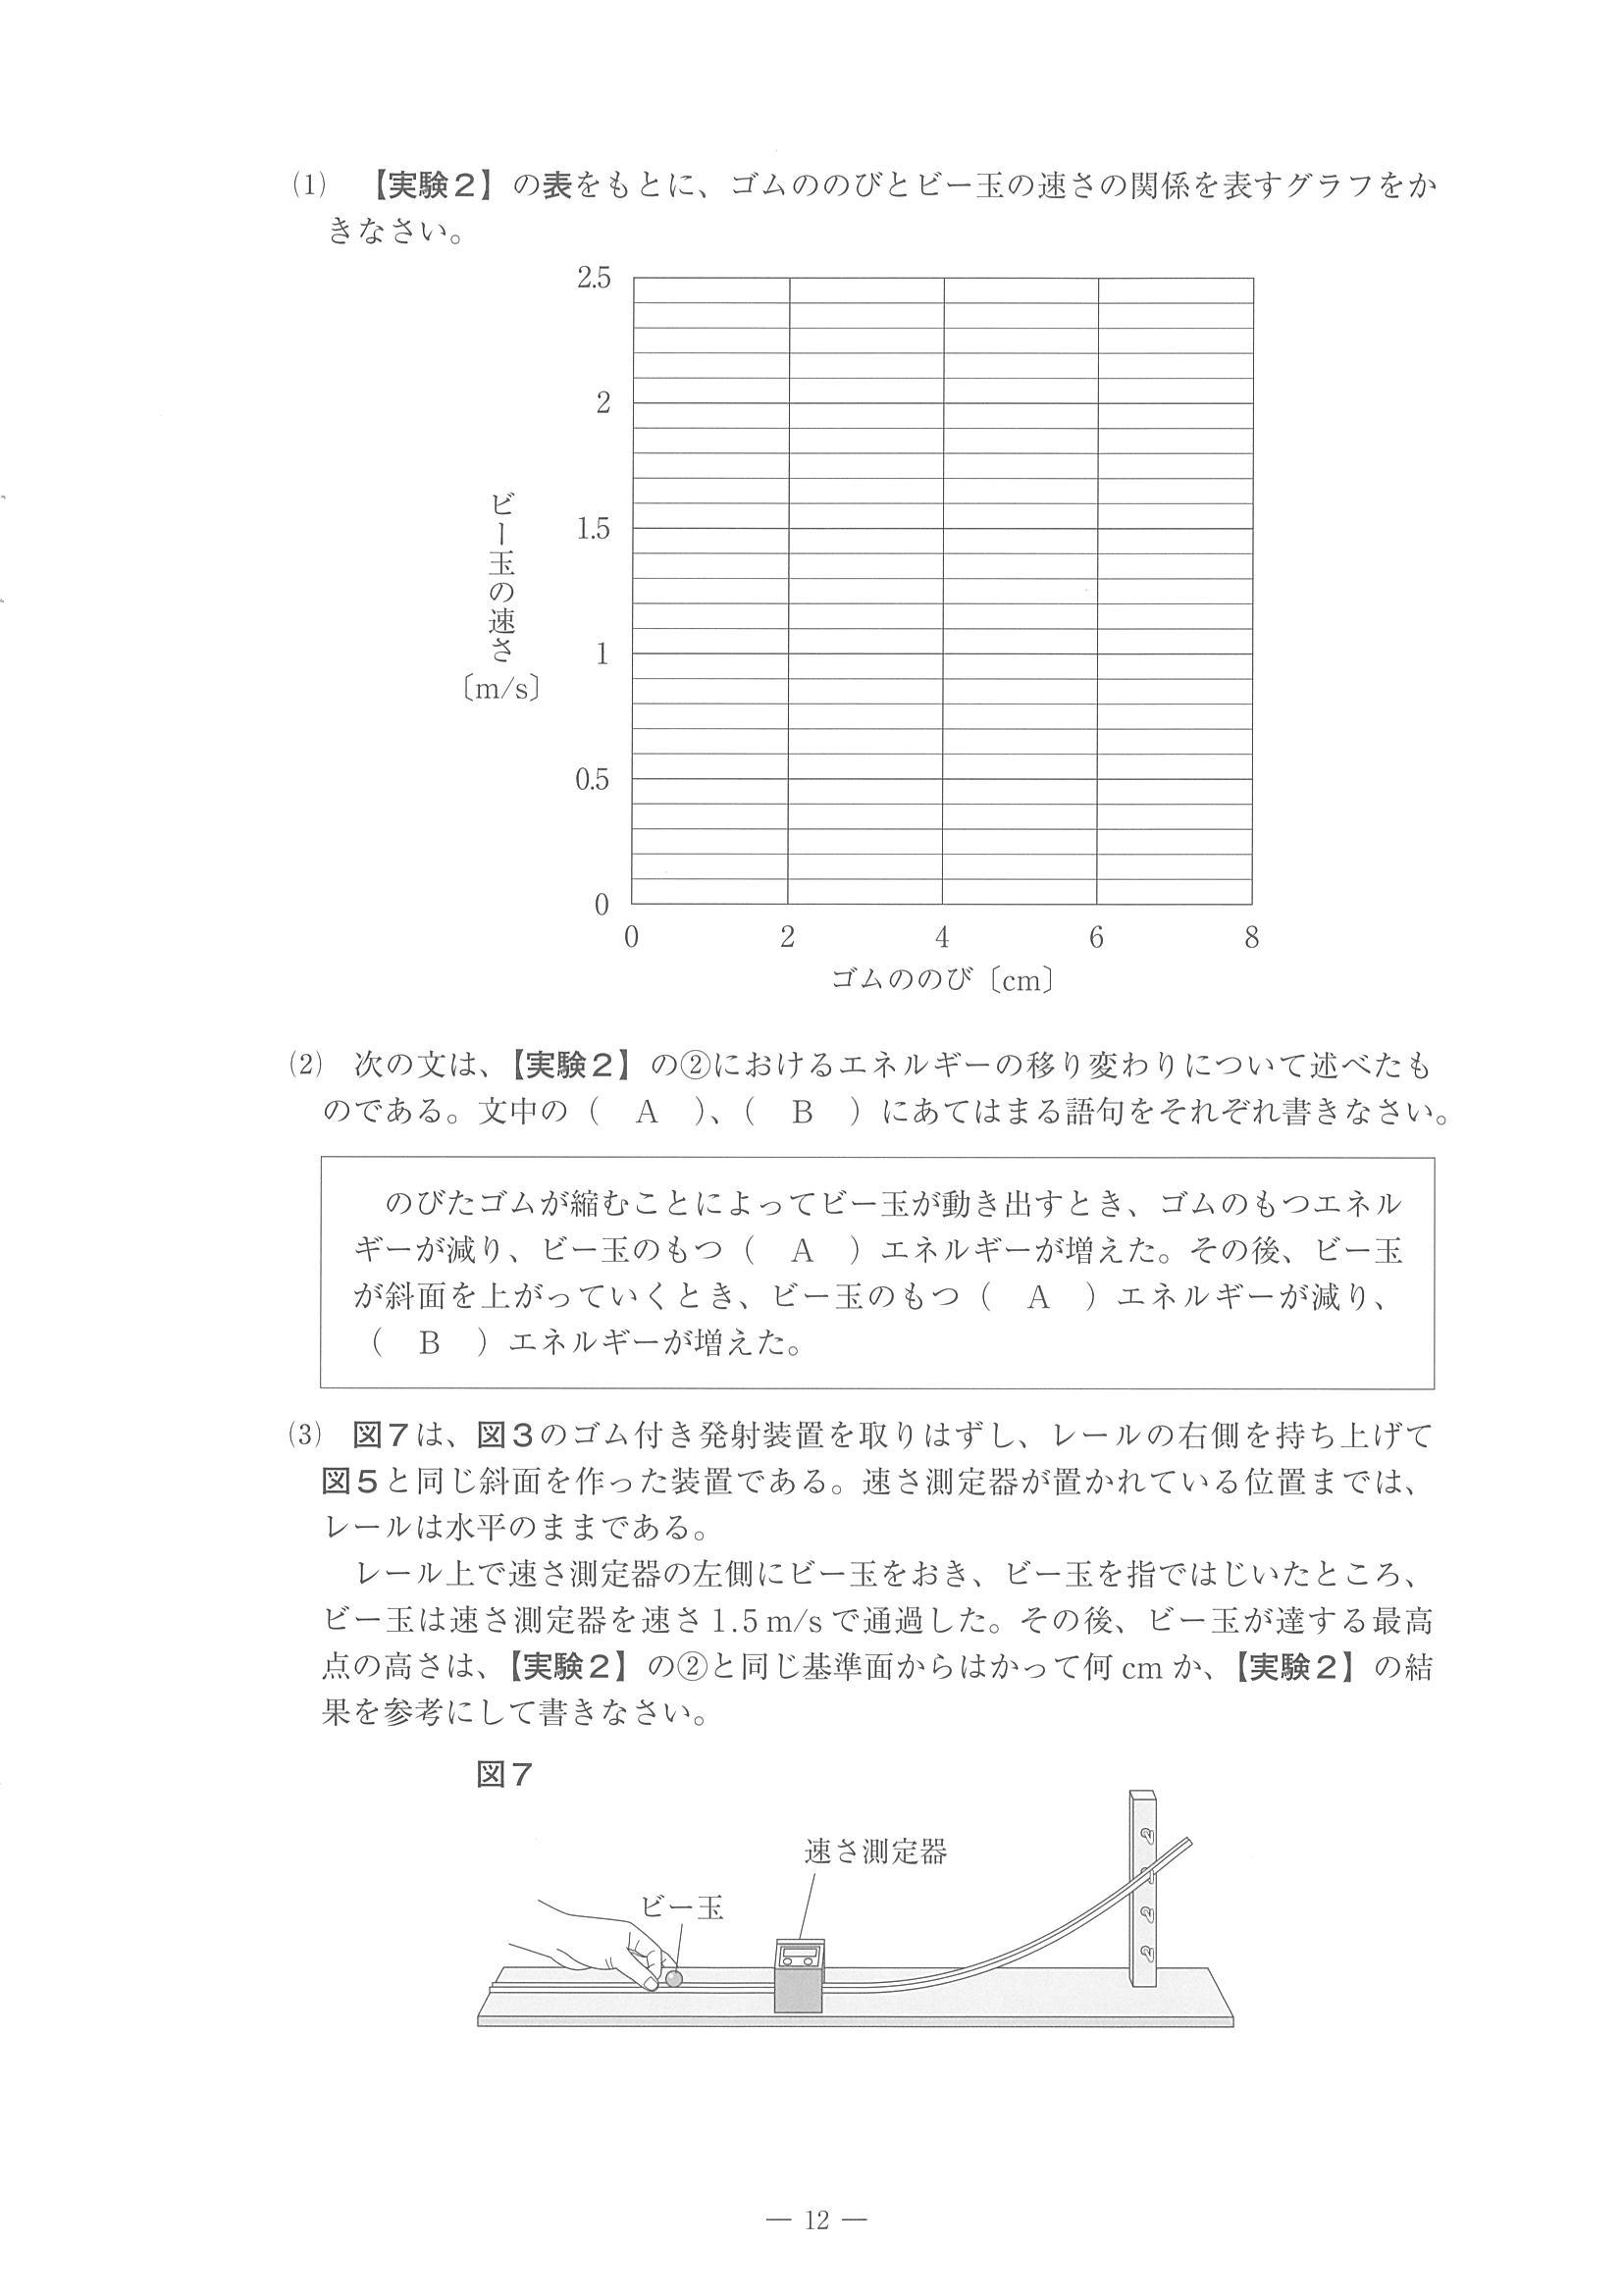 (1) 【実験2】の表をもとに、ゴムののびとビー玉の速さの関係を表すグラフをか
きなさい。
2.5
2
1.5
1
0.5
0
ビー玉の速さ
〔m/s〕
0 2 4 6 8
ゴムののび〔cm〕
(2) 次の文は、【実験2】の②におけるエネルギーの移り変わりについて述べたも
のである。文中の( A )、( B )にあてはまる語句をそれぞれ書きなさい。
のびたゴムが縮むことによってビー玉が動き出すとき、ゴムのもつエネル
ギーが減り、ビー玉のもつ( A )エネルギーが増えた。その後、ビー玉
が斜面を上がっていくとき、ビー玉のもつ( A )エネルギーが減り、
( B )エネルギーが増えた。
(3) 図7は、図3のゴム付き発射装置を取りはずし、レールの右側を持ち上げて
図5と同じ斜面を作った装置である。速さ測定器が置かれている位置までは、
レールは水平のままである。
レール上で速さ測定器の左側にビー玉をおき、ビー玉を指ではじいたところ、
ビー玉は速さ測定器を速さ1.5 m/sで通過した。その後、ビー玉が達する最高
点の高さは、【実験2】の②と同じ基準面からはかって何 cm か、【実験2】の結
果を参考にして書きなさい。
図7
速さ測定器
ビー玉
— 12 —